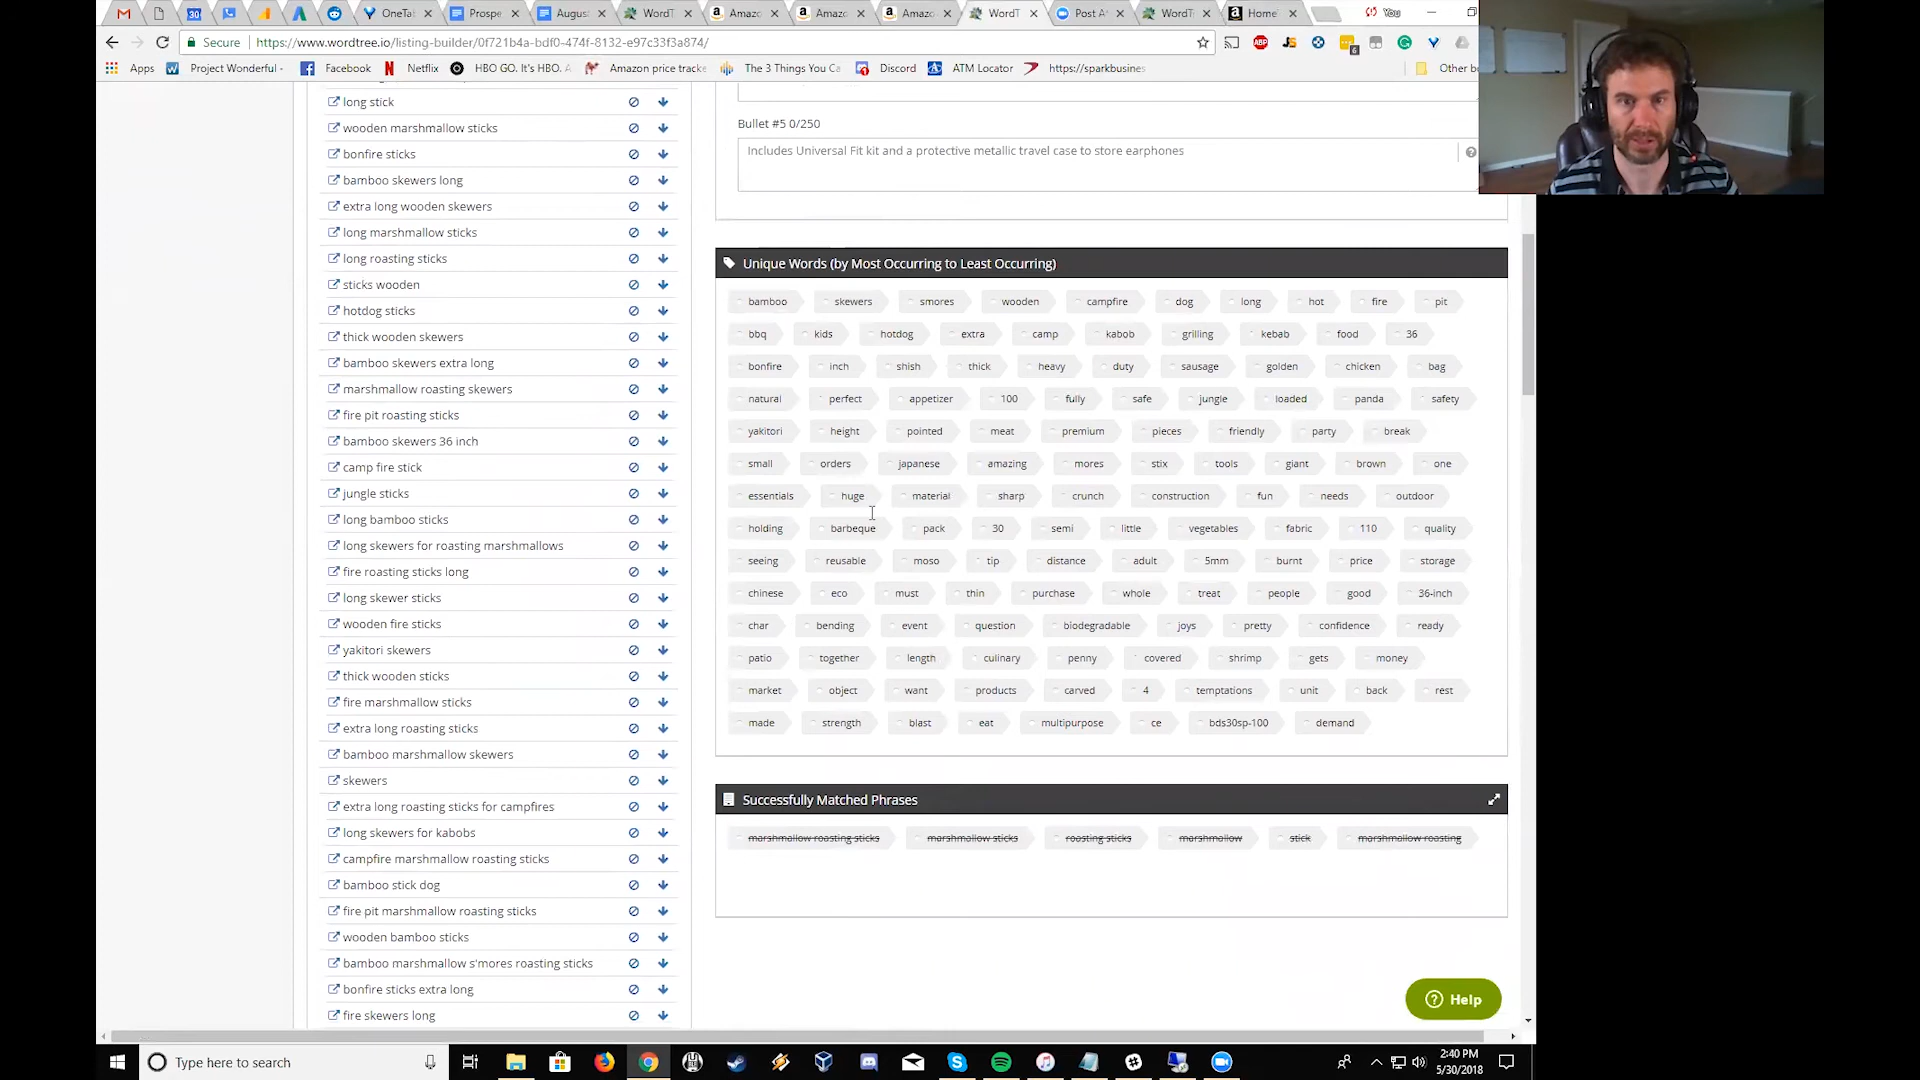 OneTa
Prospe
Augus
WordT
Amazo
Amazo
Amazo
WordT
Post A
WordTr
Home
You
Secure
https://www.wordtree.io/listing-builder/0f721b4a-bdf0-474f-8132-e97c33f3a874/
Apps
Project Wonderful -
Facebook
Netflix
HBO GO. It's HBO. A
Amazon price tracke
The 3 Things You Ca
Discord
ATM Locator
https://sparkbusines
Other b
long stick
wooden marshmallow sticks
bonfire sticks
bamboo skewers long
extra long wooden skewers
long marshmallow sticks
long roasting sticks
sticks wooden
hotdog sticks
thick wooden skewers
bamboo skewers extra long
marshmallow roasting skewers
fire pit roasting sticks
bamboo skewers 36 inch
camp fire stick
jungle sticks
long bamboo sticks
long skewers for roasting marshmallows
fire roasting sticks long
long skewer sticks
wooden fire sticks
yakitori skewers
thick wooden sticks
fire marshmallow sticks
extra long roasting sticks
bamboo marshmallow skewers
skewers
extra long roasting sticks for campfires
long skewers for kabobs
campfire marshmallow roasting sticks
bamboo stick dog
fire pit marshmallow roasting sticks
wooden bamboo sticks
bamboo marshmallow s'mores roasting sticks
bonfire sticks extra long
fire skewers long
Bullet #5 0/250
Includes Universal Fit kit and a protective metallic travel case to store earphones
Unique Words (by Most Occurring to Least Occurring)
bamboo skewers smores wooden campfire dog long hot fire pit
bbq kids hotdog extra camp kabob grilling kebab food 36
bonfire inch shish thick heavy duty sausage golden chicken bag
natural perfect appetizer 100 fully safe jungle loaded panda safety
yakitori height pointed meat premium pieces friendly party break
small orders japanese amazing mores stix tools giant brown one
essentials huge material sharp crunch construction fun needs outdoor
holding barbeque pack 30 semi little vegetables fabric 110 quality
seeing reusable moso tip distance adult 5mm burnt price storage
chinese eco must thin purchase whole treat people good 36-inch
char bending event question biodegradable joys pretty confidence ready
patio together length culinary penny covered shrimp gets money
market object want products carved 4 temptations unit back rest
made strength blast eat multipurpose ce bds30sp-100 demand
Successfully Matched Phrases
marshmallow roasting sticks marshmallow sticks roasting sticks marshmallow stick marshmallow roasting
Help
Type here to search
2:40 PM
5/30/2018